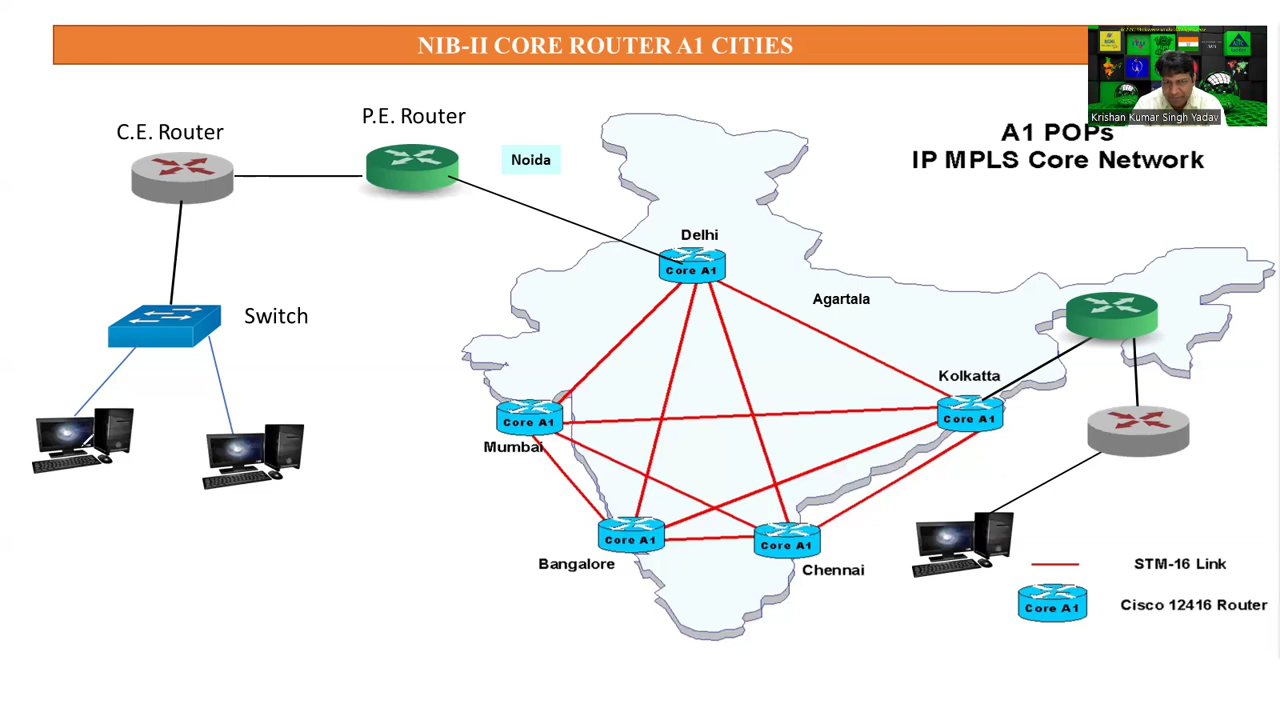 NIB-II CORE ROUTER A1 CITIES
Krishan Kumar Singh Yadav
A1 POPs
IP MPLS Core Network
C.E. Router
P.E. Router
Noida
Delhi
Core A1
Agartala
Switch
Kolkatta
Core A1
Core A1
Mumbai
Core A1
Core A1
Bangalore
Chennai
STM-16 Link
Core A1
Cisco 12416 Router